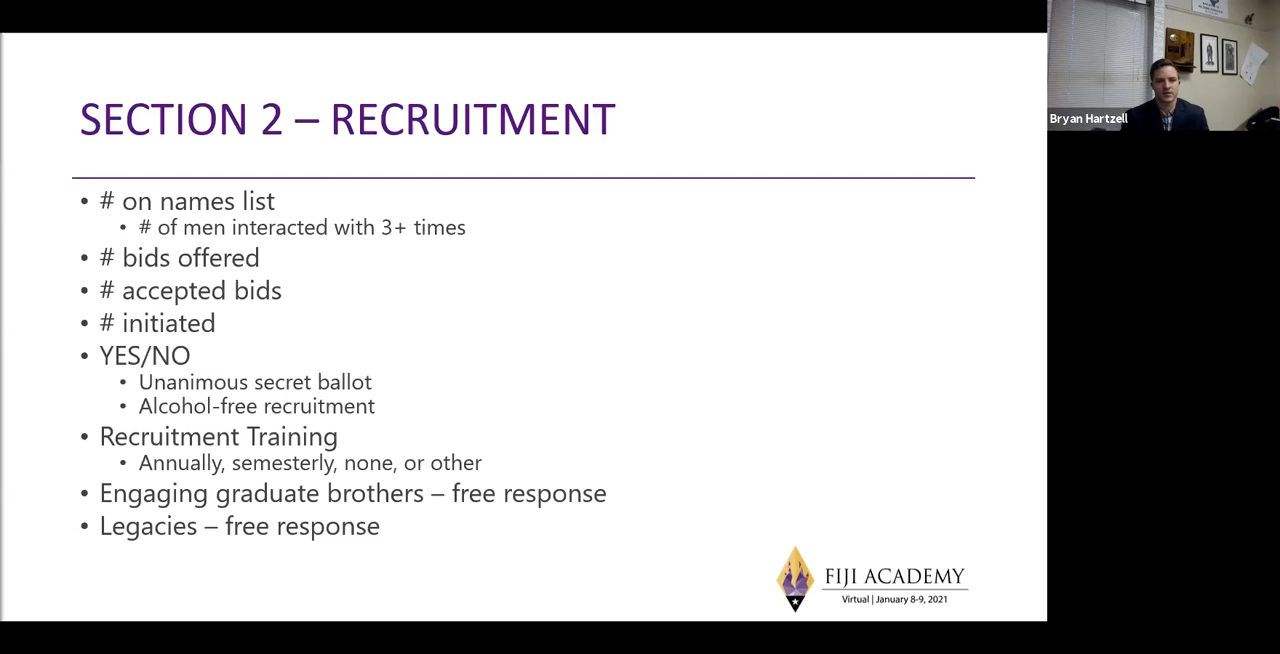 SECTION 2 – RECRUITMENT
• # on names list
• # of men interacted with 3+ times
• # bids offered
• # accepted bids
• # initiated
• YES/NO
• Unanimous secret ballot
• Alcohol-free recruitment
• Recruitment Training
• Annually, semesterly, none, or other
• Engaging graduate brothers – free response
• Legacies – free response
FIJI ACADEMY
Virtual | January 8-9, 2021
Bryan Hartzell